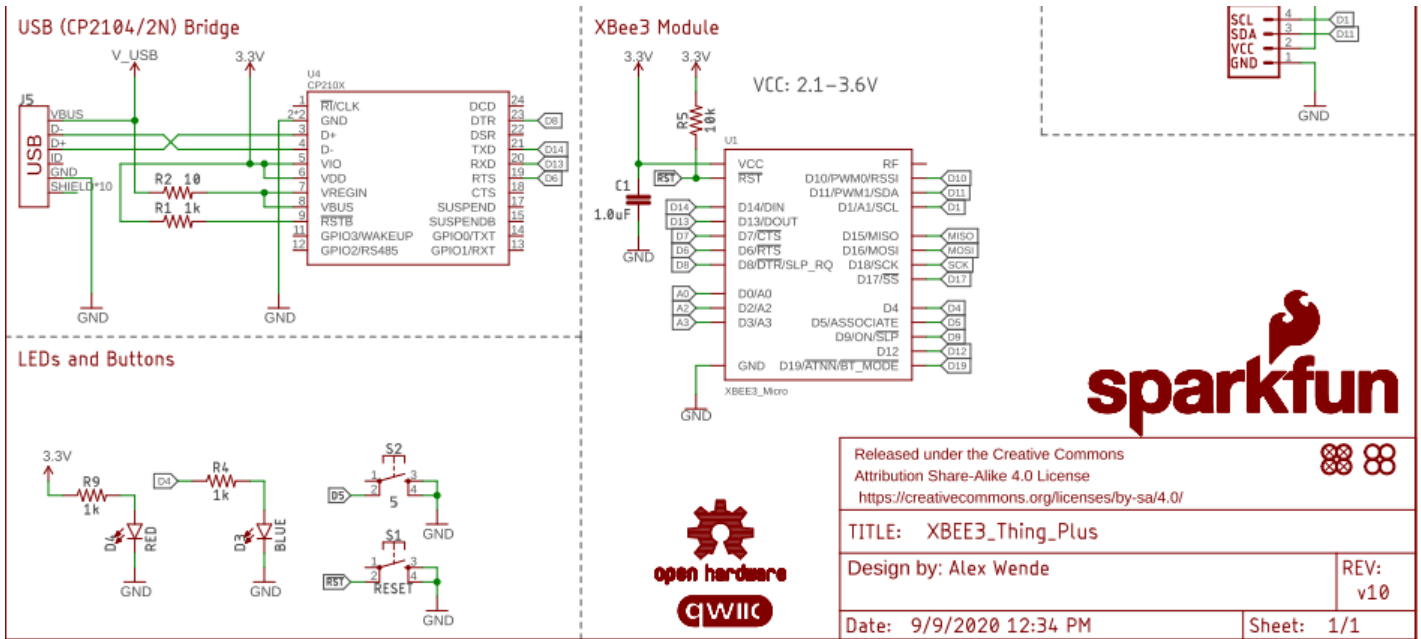 USB (CP2104/2N) Bridge
V_USB
3.3V
U4
CP210X
J5
USB
VBUS
D-
D+
ID
GND
SHIELD*10
R2 10
R1 1k
1 RI/CLK
2*2 GND
3 D+
4 D-
5 VIO
6 VDD
7 VREGIN
8 VBUS
9 RSTB
11 GPIO3/WAKEUP
12 GPIO2/RS485
DCD 24
DTR 23 D8
DSR 22
TXD 21 D14
RXD 20 D13
RTS 19 D6
CTS 18
SUSPEND 17
SUSPENDB 15
GPIO0/TXT 14
GPIO1/RXT 13
GND
GND
XBee3 Module
3.3V
3.3V
VCC: 2.1-3.6V
R5
10k
U1
RST
C1
1.0uF
GND
VCC
RST
D14 D14/DIN
D13 D13/DOUT
D7 D7/CTS
D6 D6/RTS
D8 D8/DTR/SLP_RQ
A0 D0/A0
A2 D2/A2
A3 D3/A3
GND
RF
D10/PWM0/RSSI D10
D11/PWM1/SDA D11
D1/A1/SCL D1
D15/MISO MISO
D16/MOSI MOSI
D18/SCK SCK
D17/SS D17
D4 D4
D5/ASSOCIATE D5
D9/ON/SLP D9
D12 D12
D19/ATNN/BT_MODE D19
XBEE3_Micro
GND
SCL 4 D1
SDA 3 D11
VCC 2
GND 1
GND
LEDs and Buttons
3.3V
R9
1k
D4
RED
GND
D4
R4
1k
D3
BLUE
GND
S2
1 3
2 4
D5
5
GND
S1
1 3
2 4
RST
RESET
GND
open hardware
qwiic
sparkfun
Released under the Creative Commons
Attribution Share-Alike 4.0 License
https://creativecommons.org/licenses/by-sa/4.0/
TITLE: XBEE3_Thing_Plus
Design by: Alex Wende
REV:
v10
Date: 9/9/2020 12:34 PM
Sheet: 1/1